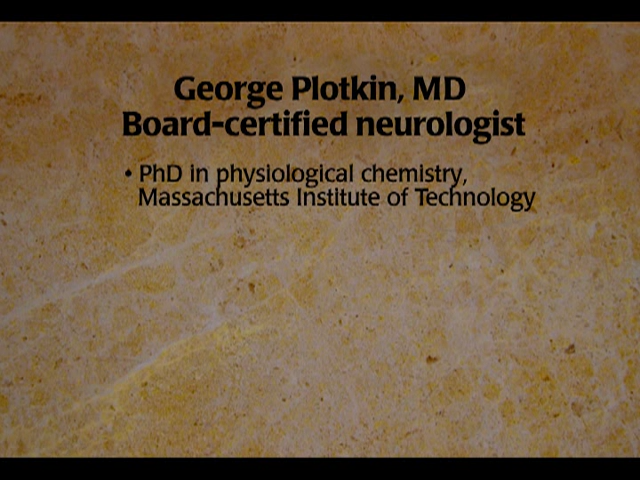 George Plotkin, MD
Board-certified neurologist
• PhD in physiological chemistry,
Massachusetts Institute of Technology